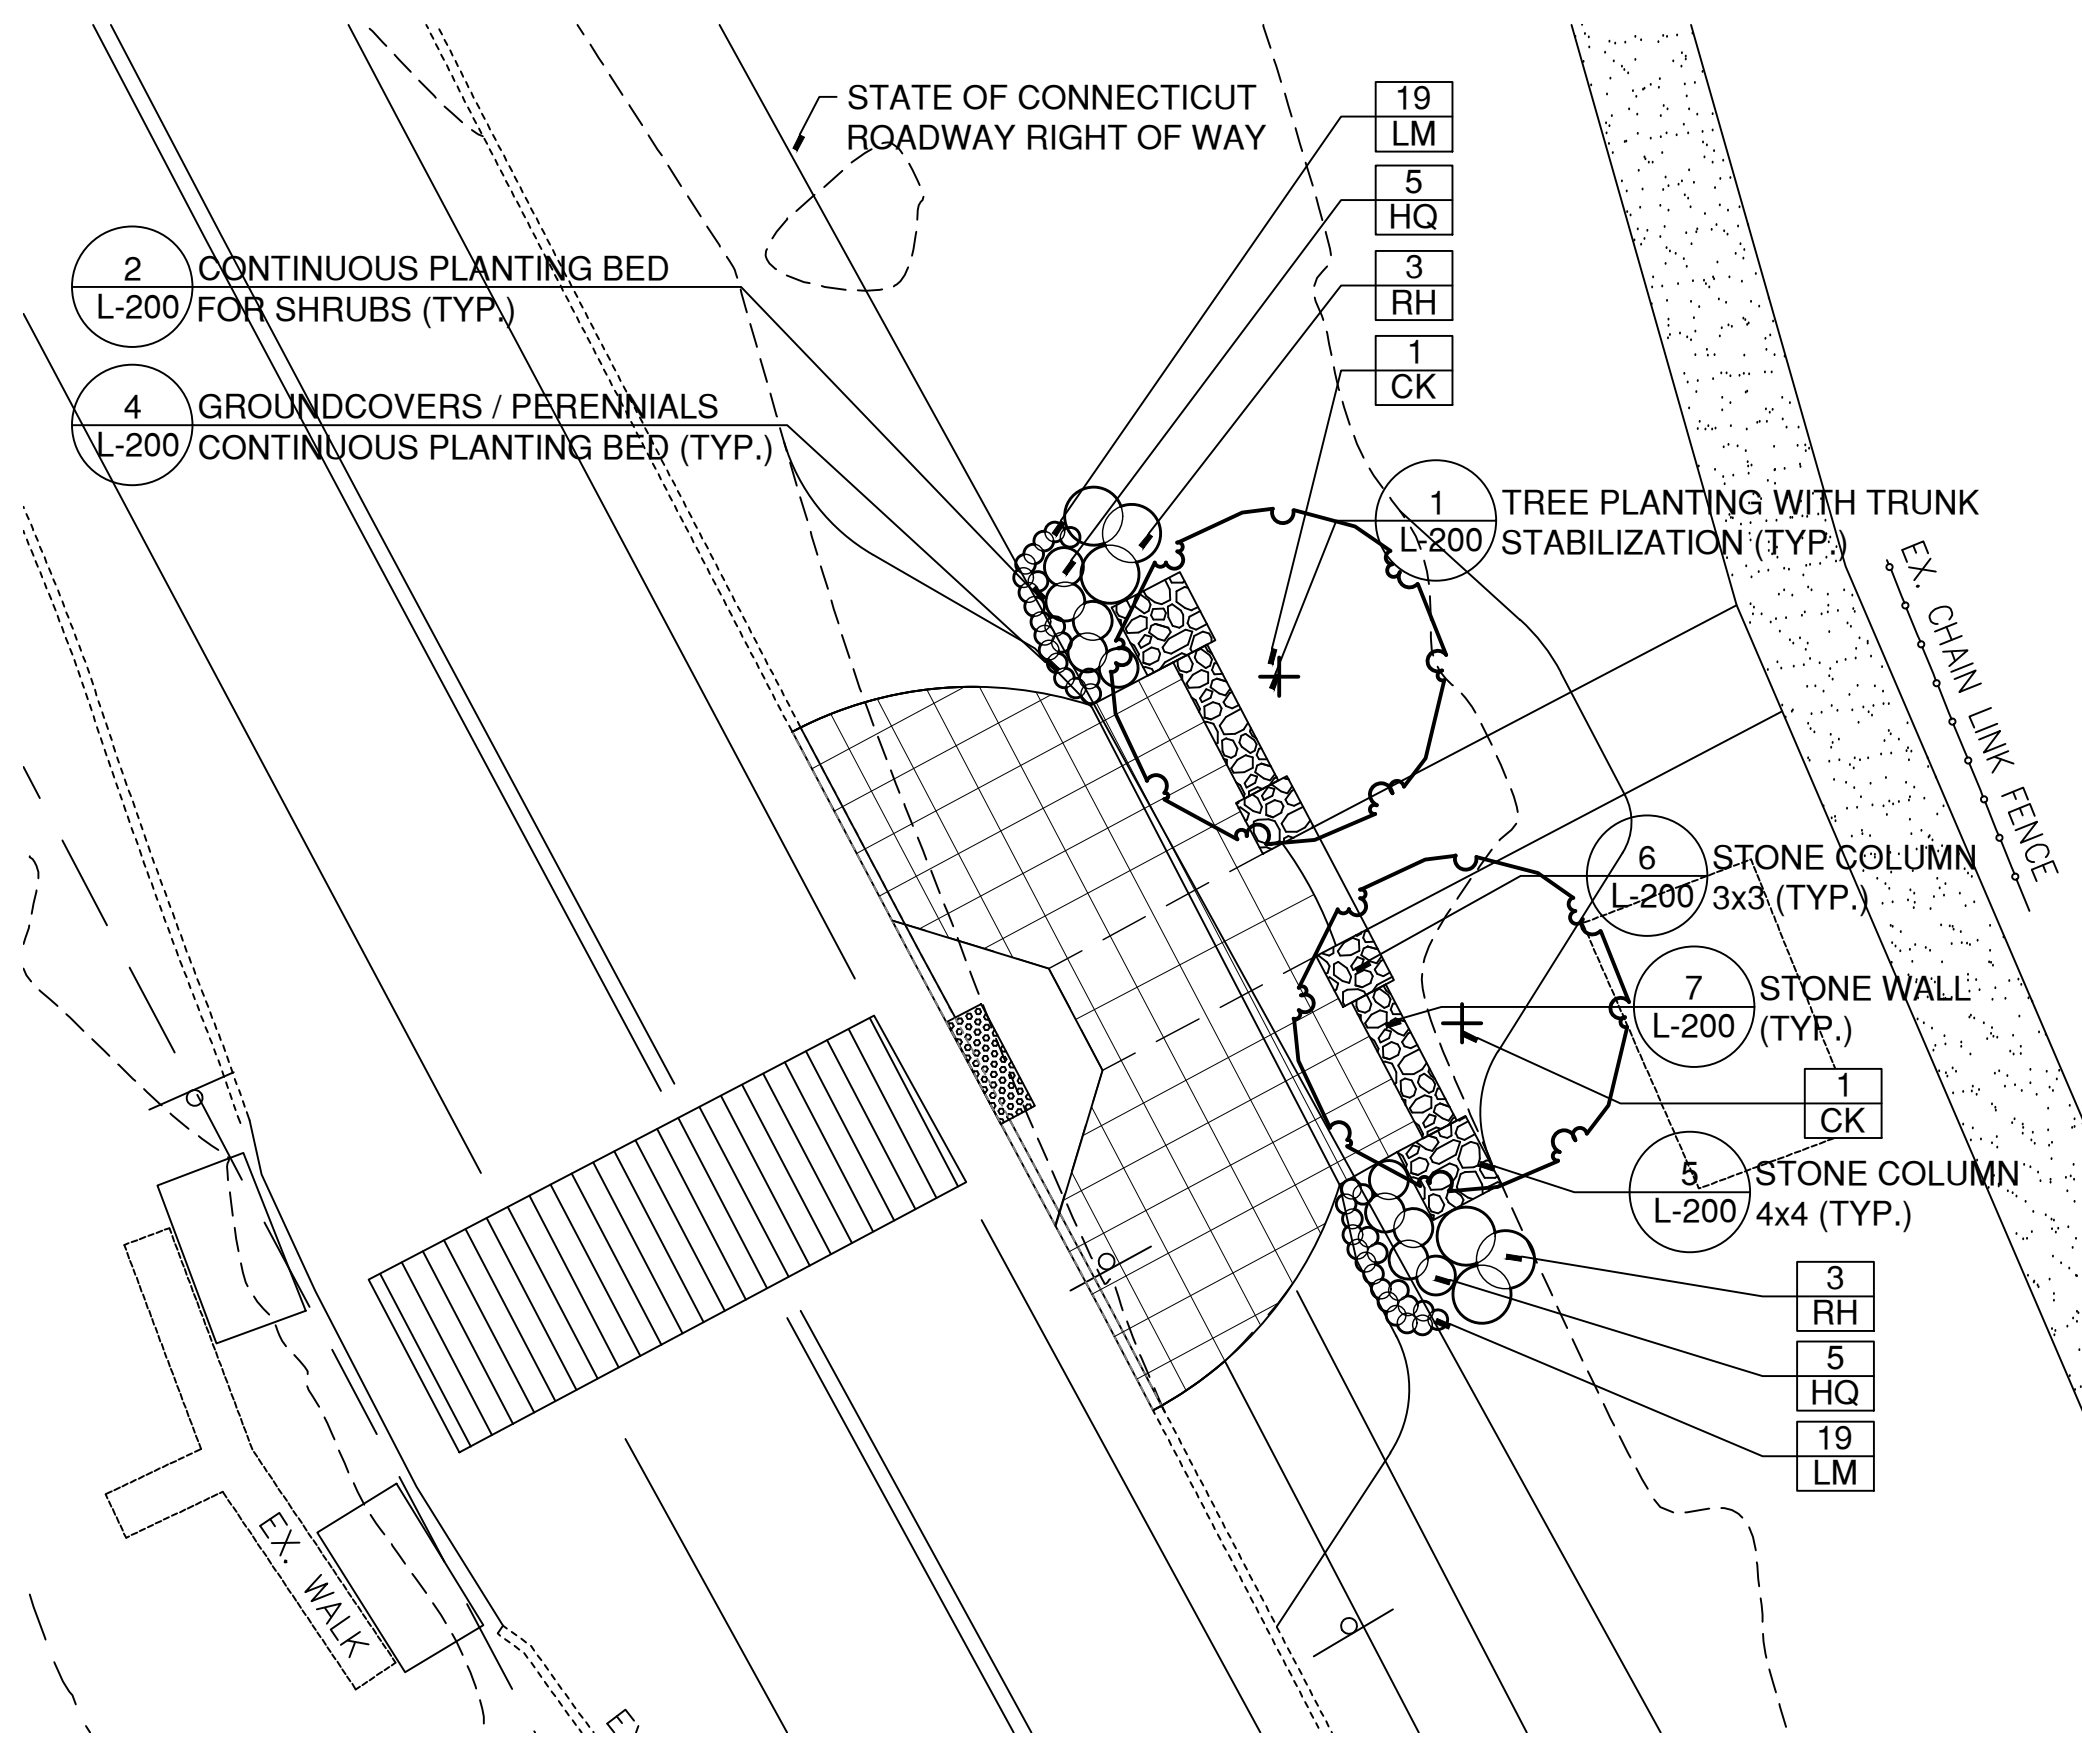 STATE OF CONNECTICUT
ROADWAY RIGHT OF WAY
19
LM
5
HQ
3
RH
1
CK
2
L-200
CONTINUOUS PLANTING BED
FOR SHRUBS (TYP.)
4
L-200
GROUNDCOVERS / PERENNIALS
CONTINUOUS PLANTING BED (TYP.)
1
L-200
TREE PLANTING WITH TRUNK
STABILIZATION (TYP.)
EX. CHAIN LINK FENCE
6
L-200
STONE COLUMN
3x3 (TYP.)
7
L-200
STONE WALL
(TYP.)
1
CK
5
L-200
STONE COLUMN
4x4 (TYP.)
3
RH
5
HQ
19
LM
EX. WALK